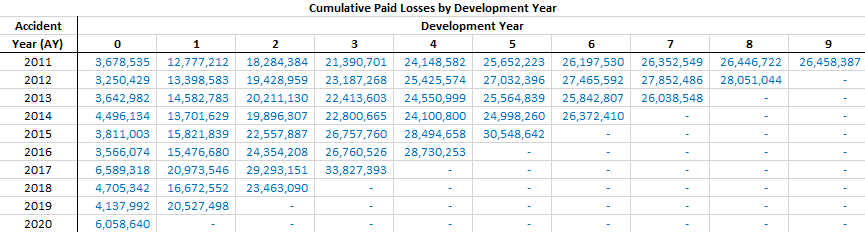 Cumulative Paid Losses by Development Year
Accident Development Year
Year (AY) 0 1 2 3 4 5 6 7 8 9
2011 3,678,535 12,777,212 18,284,384 21,390,701 24,148,582 25,652,223 26,197,530 26,352,549 26,446,722 26,458,387
2012 3,250,429 13,398,583 19,428,959 23,187,268 25,425,574 27,032,396 27,465,592 27,852,486 28,051,044 -
2013 3,642,982 14,582,783 20,211,130 22,413,603 24,550,999 25,564,839 25,842,807 26,038,548 - -
2014 4,496,134 13,701,629 19,896,307 22,800,665 24,100,800 24,998,260 26,372,410 - - -
2015 3,811,003 15,821,839 22,557,887 26,757,760 28,494,658 30,548,642 - - - -
2016 3,566,074 15,476,680 24,354,208 26,760,526 28,730,253 - - - - -
2017 6,589,318 20,973,546 29,293,151 33,827,393 - - - - - -
2018 4,705,342 16,672,552 23,463,090 - - - - - - -
2019 4,137,992 20,527,498 - - - - - - - -
2020 6,058,640 - - - - - - - - -